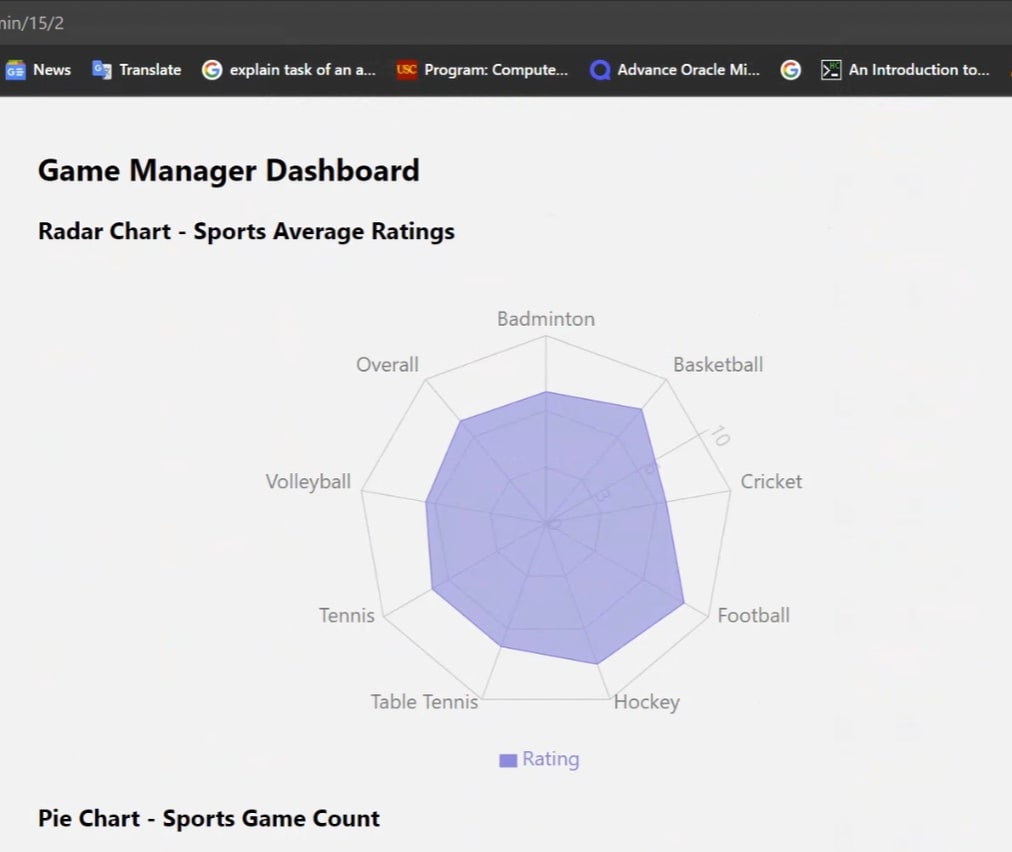 min/15/2
News Translate explain task of an a... USC Program: Compute... Advance Oracle Mi... An Introduction to...
Game Manager Dashboard
Radar Chart - Sports Average Ratings
Badminton
Overall Basketball
10
6
Volleyball Cricket
3
0
Tennis Football
Table Tennis Hockey
Rating
Pie Chart - Sports Game Count